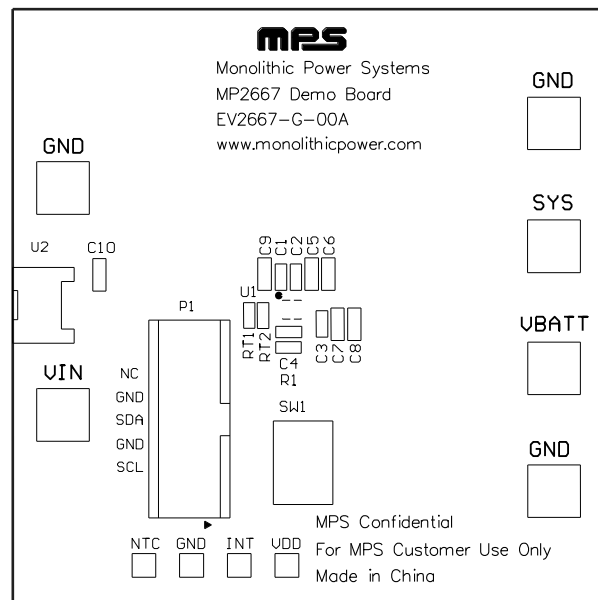 MPS
Monolithic Power Systems
MP2667 Demo Board
EV2667-G-00A
www.monolithicpower.com
GND
GND
SYS
U2
C10
C9
C1
C2
C5
C6
U1
P1
RT1
RT2
C3
C7
C8
C4
R1
VBATT
VIN
NC
GND
SDA
GND
SCL
SW1
GND
MPS Confidential
For MPS Customer Use Only
Made in China
NTC GND INT VDD